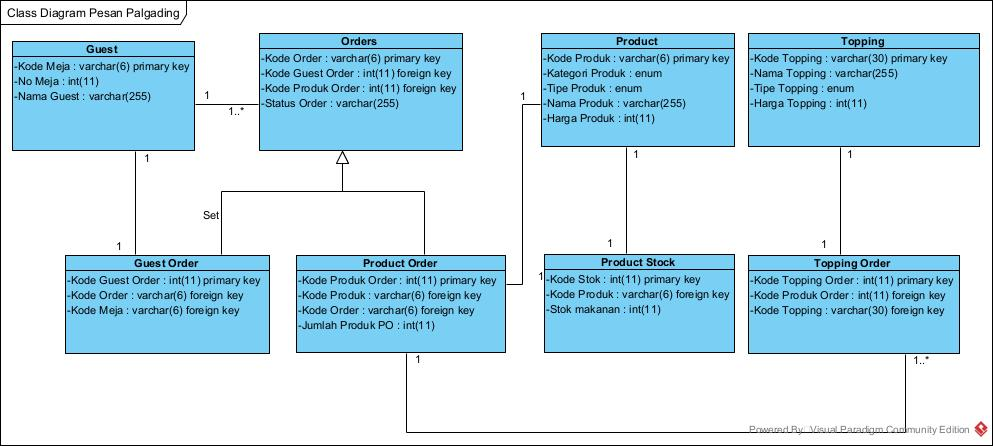 Class Diagram Pesan Palgading
Guest
-Kode Meja : varchar(6) primary key
-No Meja : int(11)
-Nama Guest : varchar(255)
1
1..*
Orders
-Kode Order : varchar(6) primary key
-Kode Guest Order : int(11) foreign key
-Kode Produk Order : int(11) foreign key
-Status Order : varchar(255)
Product
-Kode Produk : varchar(6) primary key
-Kategori Produk : enum
-Tipe Produk : enum
-Nama Produk : varchar(255)
-Harga Produk : int(11)
1
Topping
-Kode Topping : varchar(30) primary key
-Nama Topping : varchar(255)
-Tipe Topping : enum
-Harga Topping : int(11)
1
1
1
Set
1
1
1
Guest Order
-Kode Guest Order : int(11) primary key
-Kode Order : varchar(6) foreign key
-Kode Meja : varchar(6) foreign key
Product Order
-Kode Produk Order : int(11) primary key
-Kode Produk : varchar(6) foreign key
-Kode Order : varchar(6) foreign key
-Jumlah Produk PO : int(11)
1
Product Stock
-Kode Stok : int(11) primary key
-Kode Produk : varchar(6) foreign key
-Stok makanan : int(11)
Topping Order
-Kode Topping Order : int(11) primary key
-Kode Produk Order : int(11) foreign key
-Kode Topping : varchar(30) foreign key
1
1..*
Powered By: Visual Paradigm Community Edition